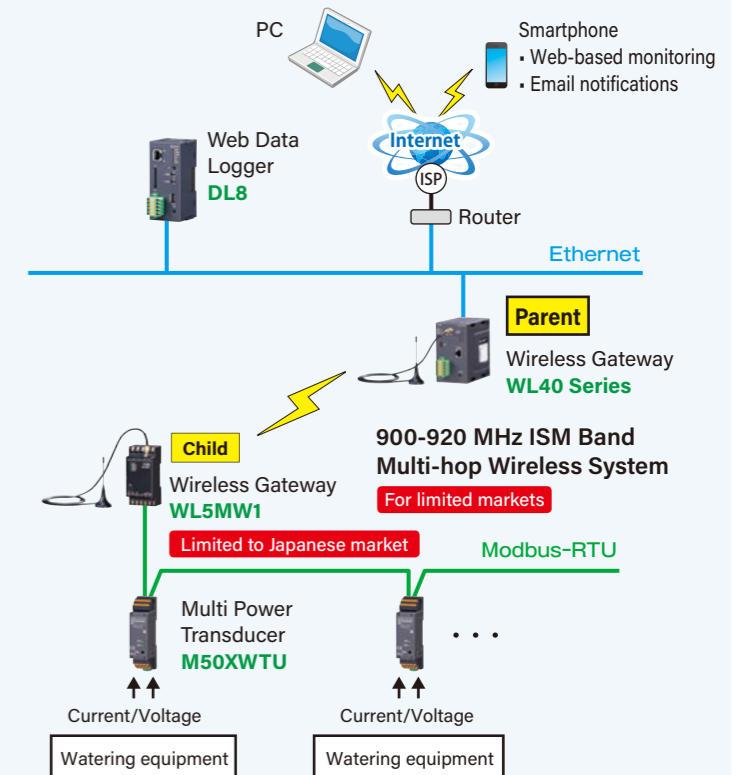 PC
Smartphone
・Web-based monitoring
・Email notifications
Internet
ISP
Router
Web Data
Logger
DL8
Ethernet
Parent
Wireless Gateway
WL40 Series
Child
Wireless Gateway
WL5MW1
Limited to Japanese market
900-920 MHz ISM Band
Multi-hop Wireless System
For limited markets
Modbus-RTU
Multi Power
Transducer
M50XWTU
・・・
Current/Voltage
Current/Voltage
Watering equipment
Watering equipment